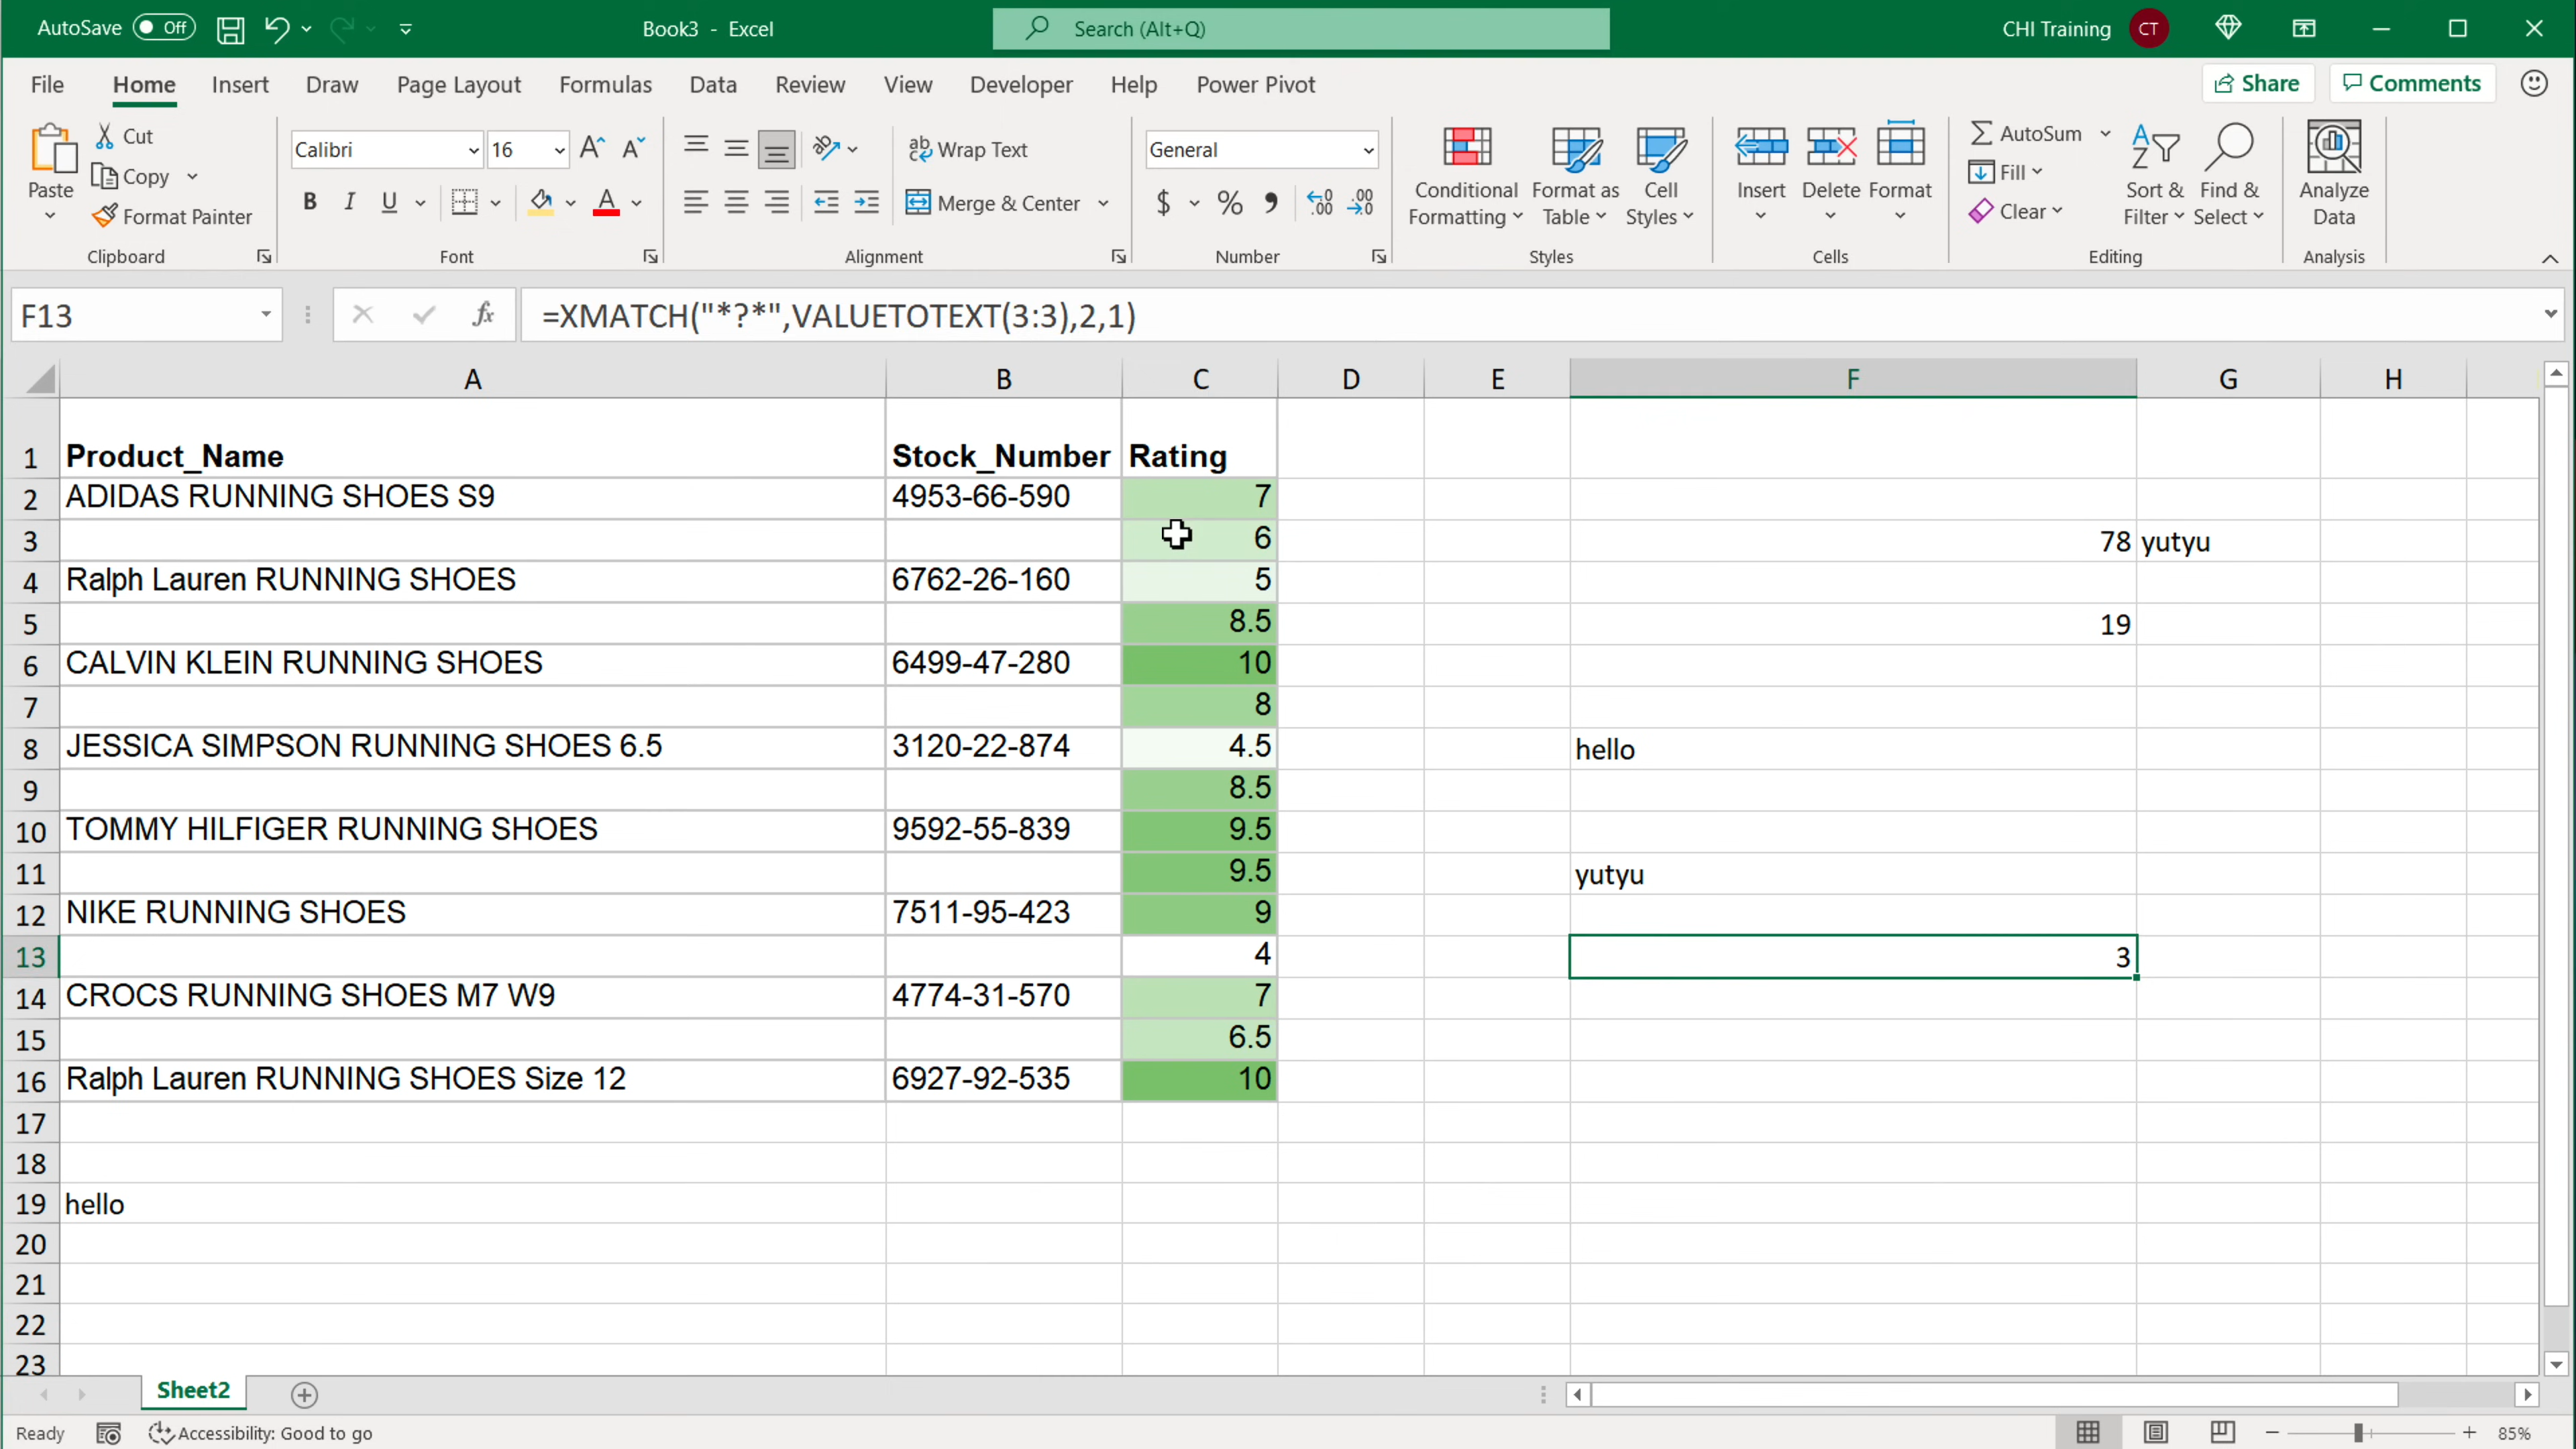 AutoSave Off Book3 - Excel Search (Alt+Q) CHI Training CT
File Home Insert Draw Page Layout Formulas Data Review View Developer Help Power Pivot Share Comments
Paste
Cut
Copy
Format Painter
Clipboard
Calibri 16
B I U A
Font
ab Wrap Text
Merge & Center
Alignment
General
$ % 9
Number
Conditional Formatting
Format as Table
Cell Styles
Styles
Insert Delete Format
Cells
AutoSum
Fill
Clear
Sort & Filter
Find & Select
Editing
Analyze Data
Analysis
F13 fx =XMATCH("*?*",VALUETOTEXT(3:3),2,1)
A B C D E F G H
1 Product_Name Stock_Number Rating
2 ADIDAS RUNNING SHOES S9 4953-66-590 7
3 6 78 yutyu
4 Ralph Lauren RUNNING SHOES 6762-26-160 5
5 8.5 19
6 CALVIN KLEIN RUNNING SHOES 6499-47-280 10
7 8
8 JESSICA SIMPSON RUNNING SHOES 6.5 3120-22-874 4.5 hello
9 8.5
10 TOMMY HILFIGER RUNNING SHOES 9592-55-839 9.5
11 9.5 yutyu
12 NIKE RUNNING SHOES 7511-95-423 9
13 4 3
14 CROCS RUNNING SHOES M7 W9 4774-31-570 7
15 6.5
16 Ralph Lauren RUNNING SHOES Size 12 6927-92-535 10
17
18
19 hello
20
21
22
23
Sheet2
Ready Accessibility: Good to go 85%